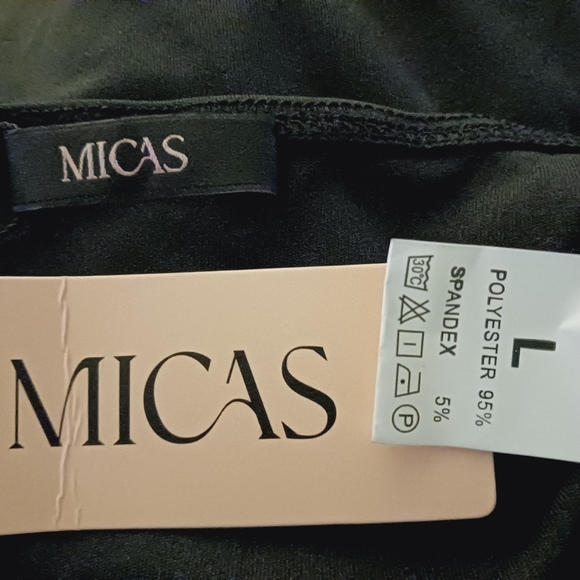 MICAS
MICAS
L
POLYESTER 95%
SPANDEX 5%
30°C
P